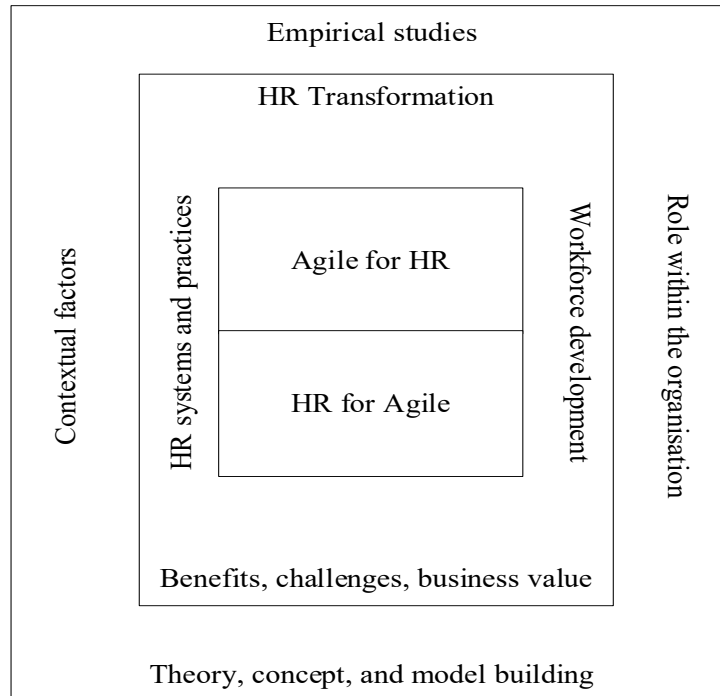 Empirical studies
HR Transformation
Contextual factors
HR systems and practices
Agile for HR
HR for Agile
Workforce development
Role within the organisation
Benefits, challenges, business value
Theory, concept, and model building